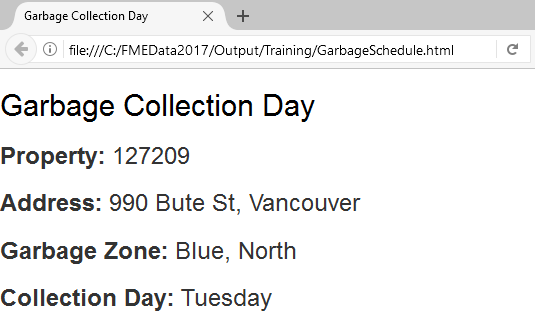 Garbage Collection Day
file:///C:/FMEData2017/Output/Training/GarbageSchedule.html
Garbage Collection Day
Property: 127209
Address: 990 Bute St, Vancouver
Garbage Zone: Blue, North
Collection Day: Tuesday